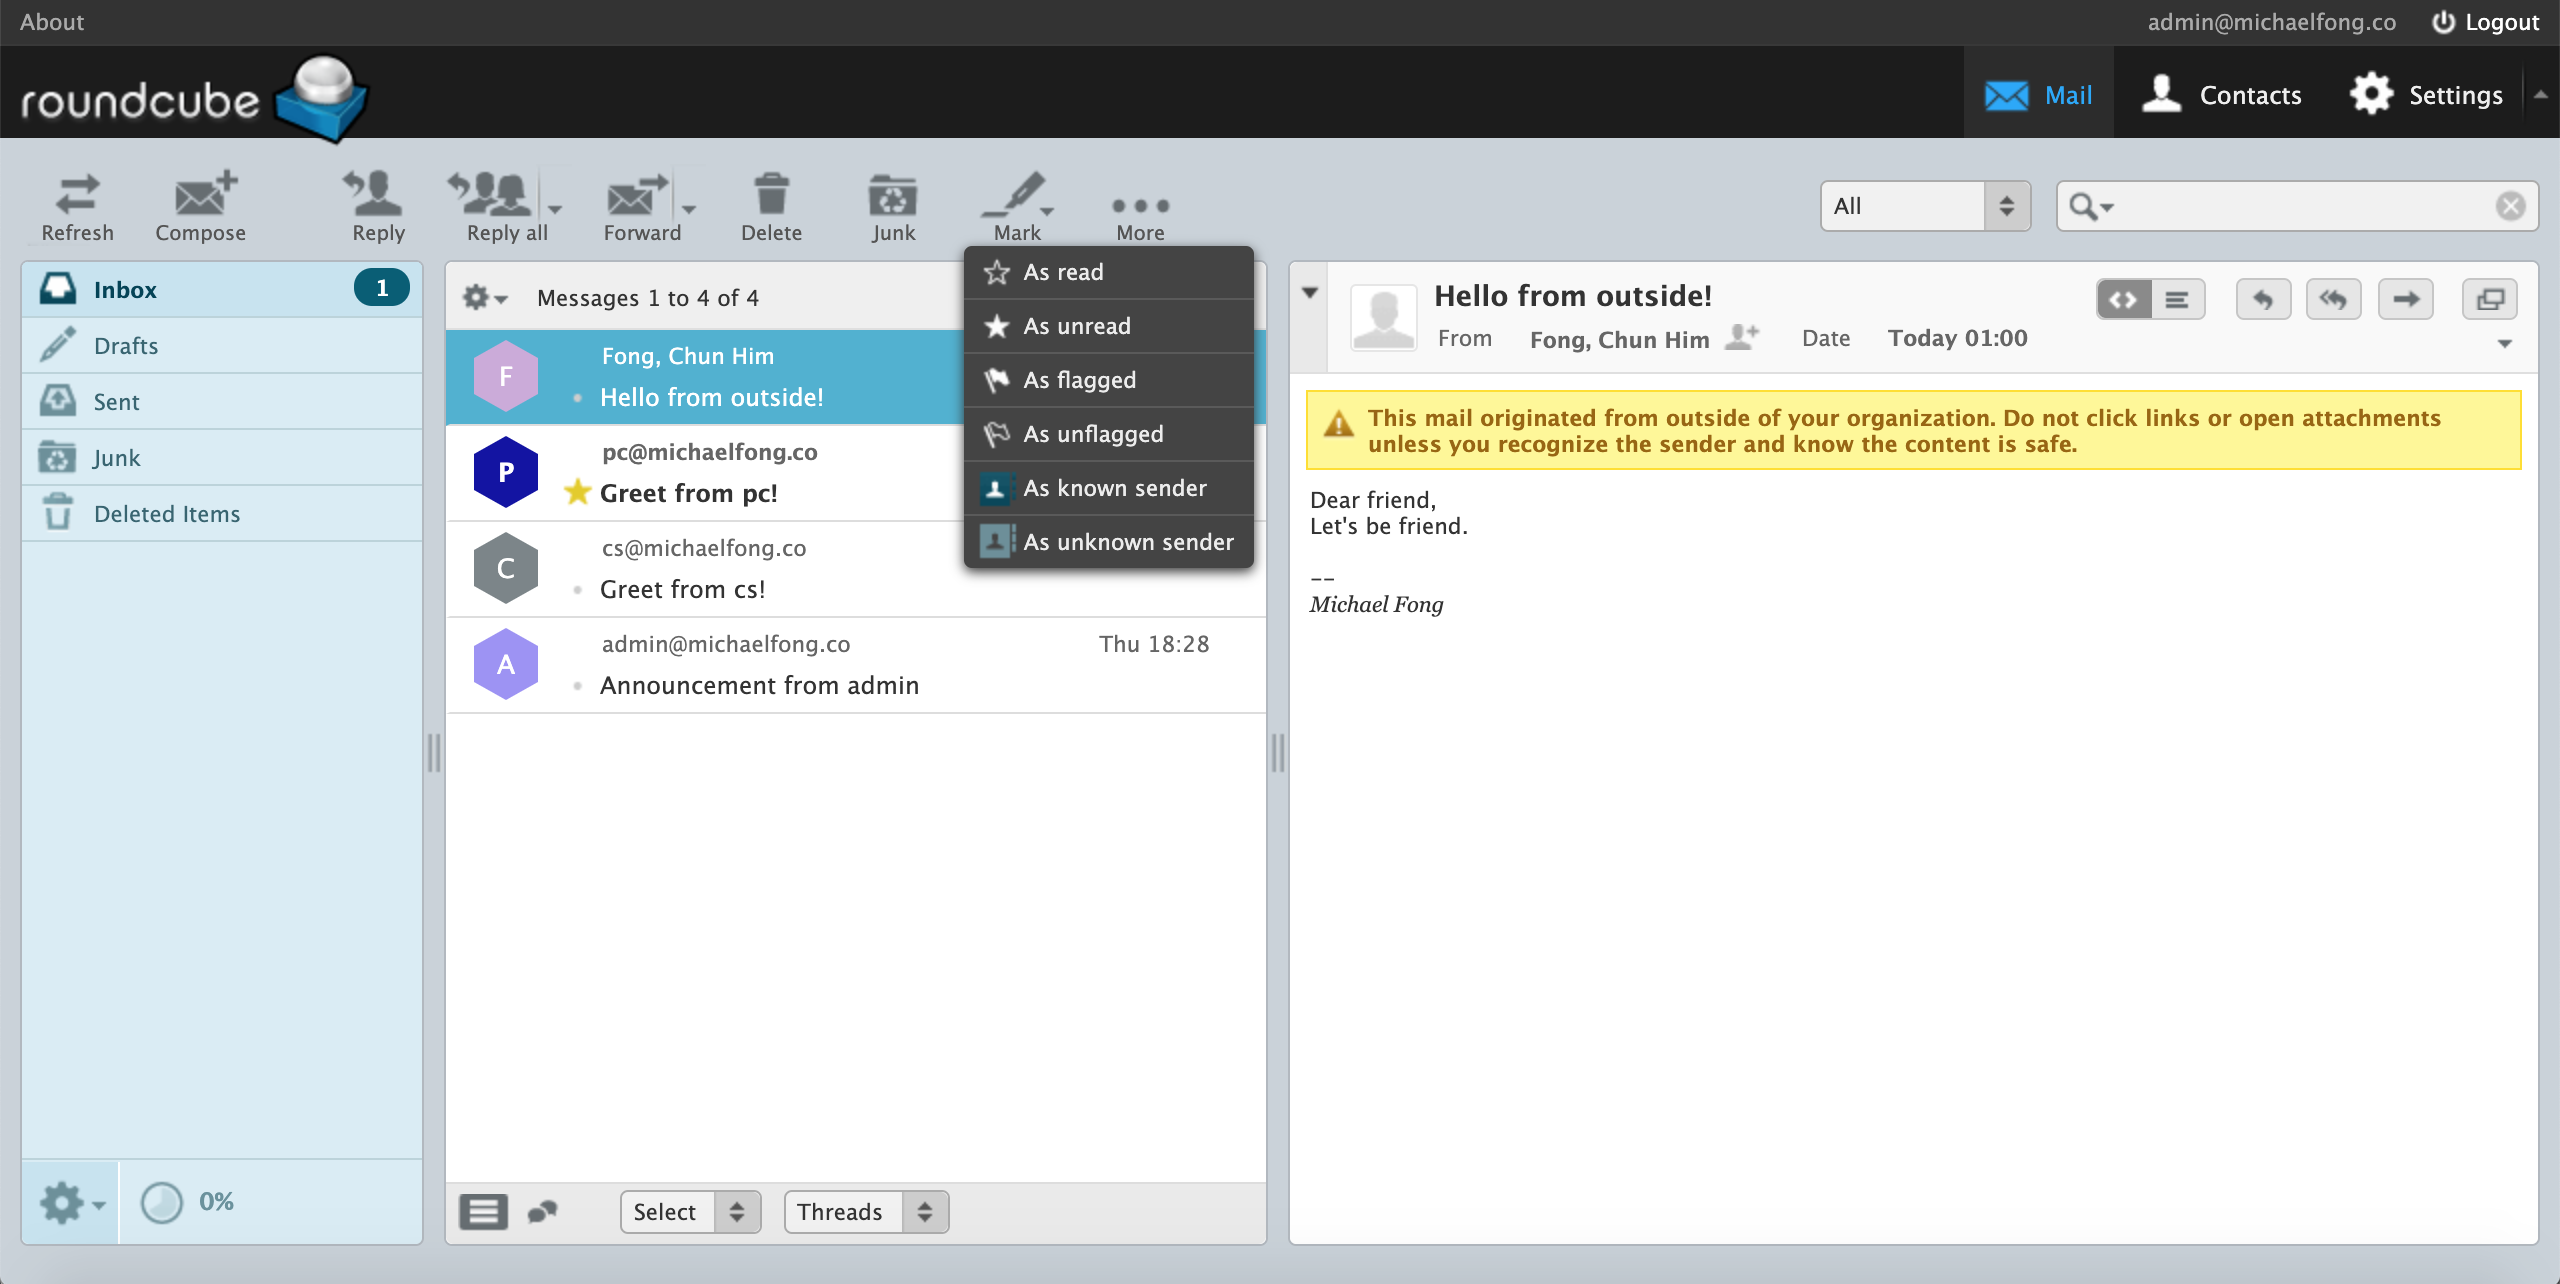 About
admin@michaelfong.co
Logout
roundcube
Mail
Contacts
Settings
Refresh
Compose
Reply
Reply all
Forward
Delete
Junk
Mark
More
All
Inbox
1
Drafts
Sent
Junk
Deleted Items
0%
Messages 1 to 4 of 4
F
Fong, Chun Him
Hello from outside!
P
pc@michaelfong.co
Greet from pc!
C
cs@michaelfong.co
Greet from cs!
A
admin@michaelfong.co
Thu 18:28
Announcement from admin
Select
Threads
As read
As unread
As flagged
As unflagged
As known sender
As unknown sender
Hello from outside!
From Fong, Chun Him Date Today 01:00
This mail originated from outside of your organization. Do not click links or open attachments
unless you recognize the sender and know the content is safe.
Dear friend,
Let's be friend.
--
Michael Fong